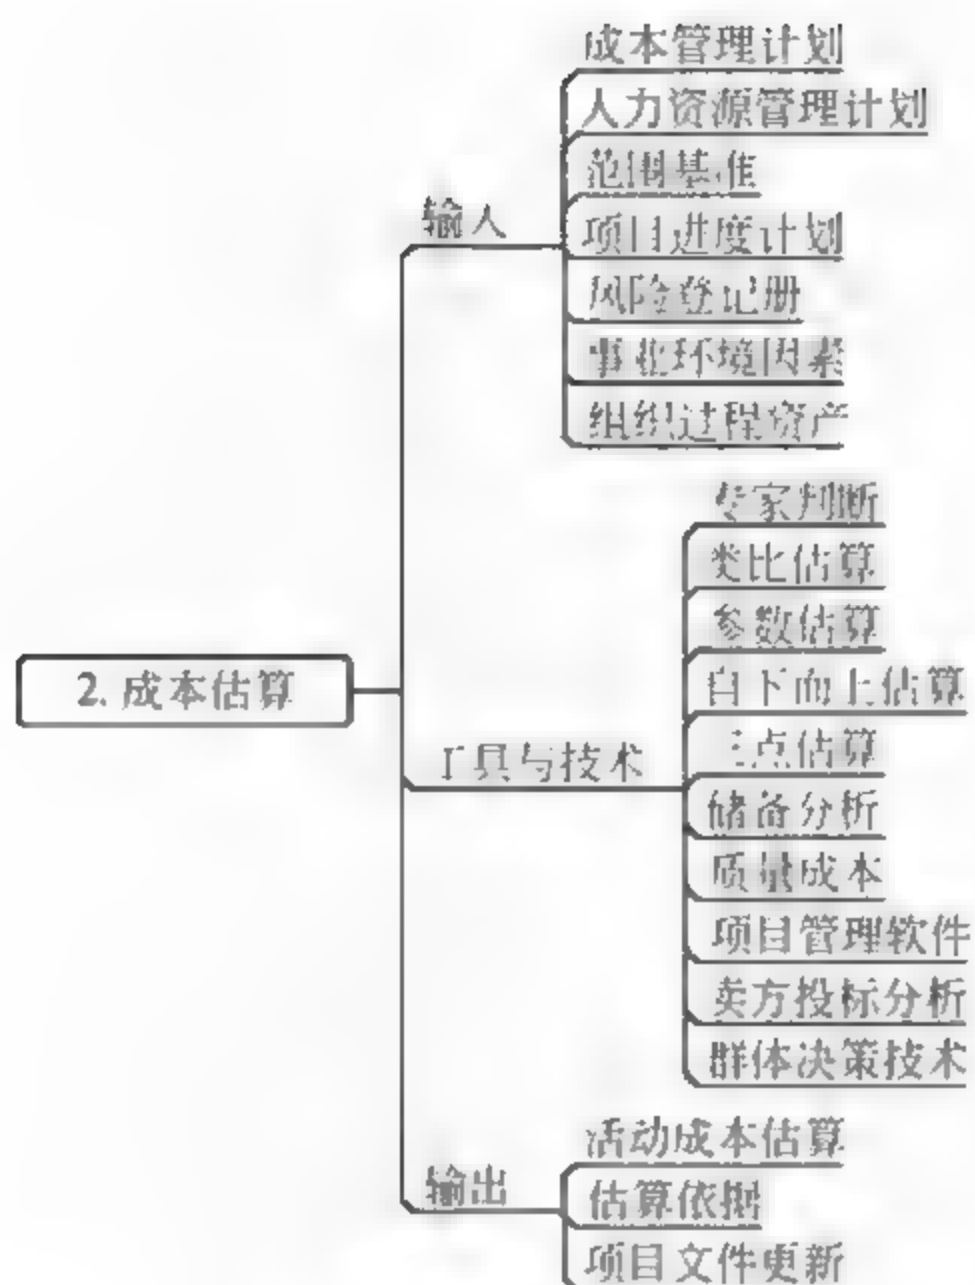 成本管理计划
人力资源管理计划
范围基准
输入
项目进度计划
风险登记册
事业环境因素
组织过程资产
专家判断
类比估算
参数估算
自下而上估算
2. 成本估算
三点估算
工具与技术
储备分析
质量成本
项目管理软件
卖方投标分析
群体决策技术
活动成本估算
输出
估算依据
项目文件更新